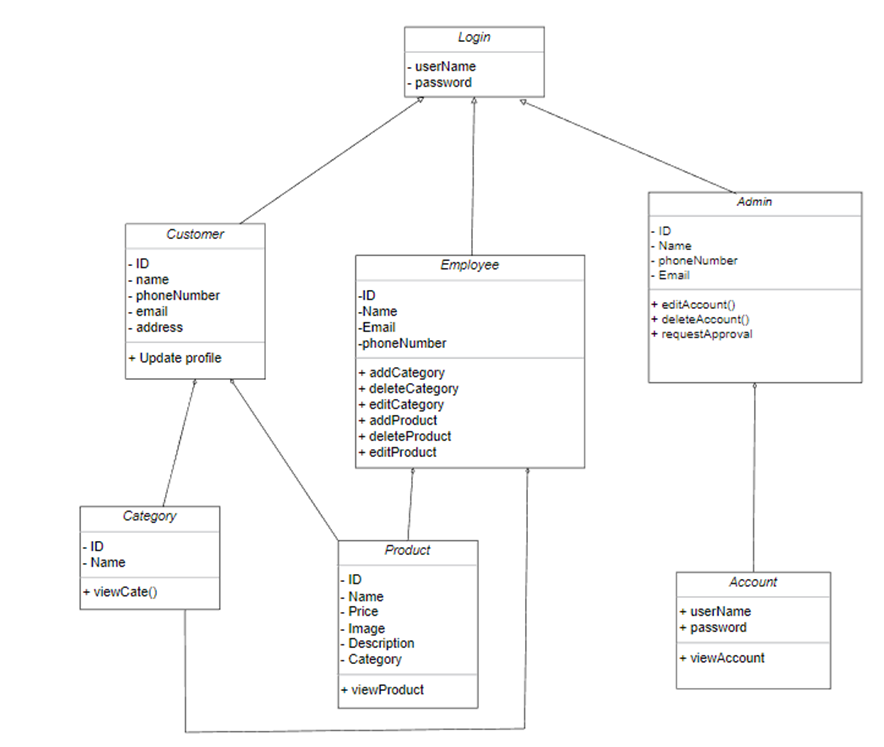 Login
- userName
- password
Customer
- ID
- name
- phoneNumber
- email
- address
+ Update profile
Employee
-ID
-Name
-Email
-phoneNumber
+ addCategory
+ deleteCategory
+ editCategory
+ addProduct
+ deleteProduct
+ editProduct
Admin
- ID
- Name
- phoneNumber
- Email
+ editAccount()
+ deleteAccount()
+ requestApproval
Category
- ID
- Name
+ viewCate()
Product
- ID
- Name
- Price
- Image
- Description
- Category
+ viewProduct
Account
+ userName
+ password
+ viewAccount